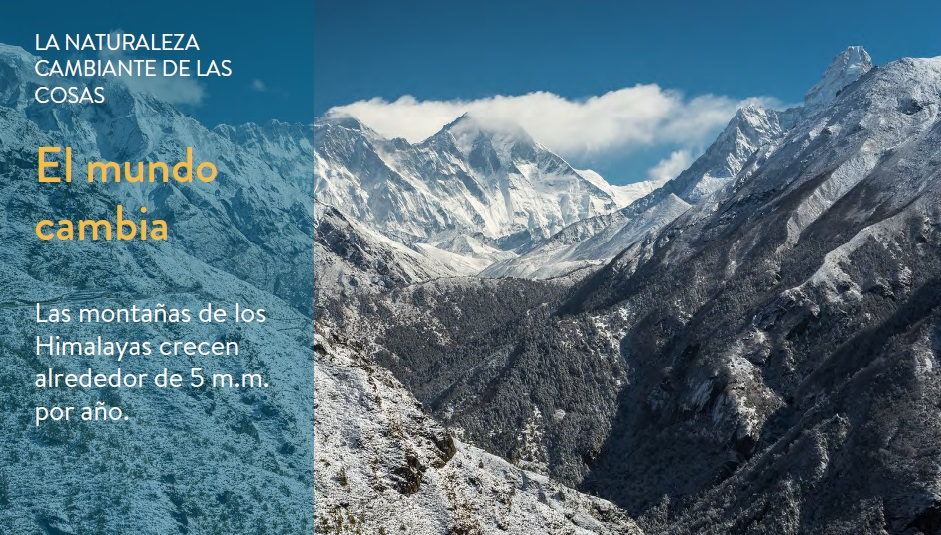 LA NATURALEZA
CAMBIANTE DE LAS
COSAS
El mundo
cambia
Las montañas de los
Himalayas crecen
alrededor de 5 m.m.
por año.